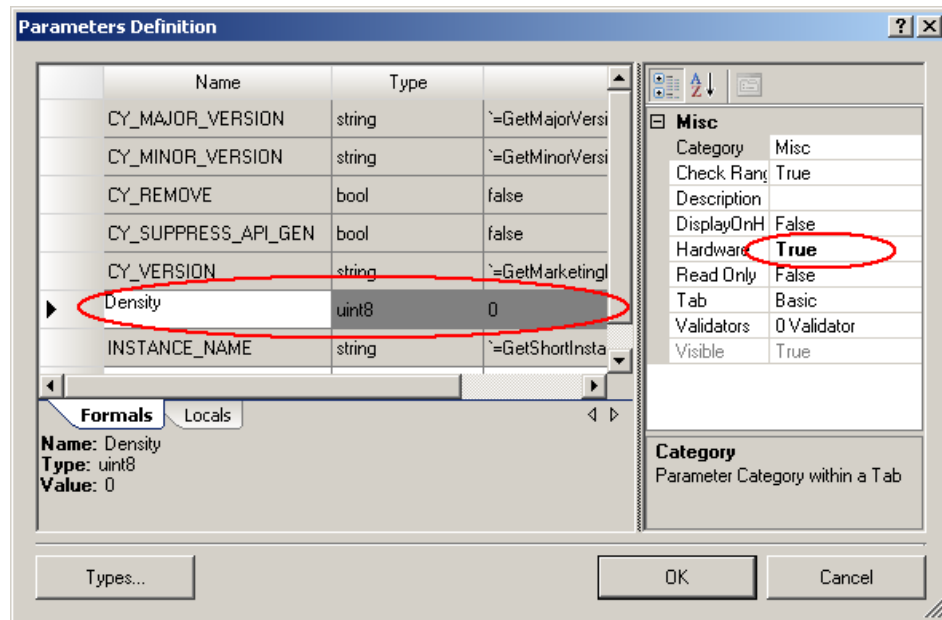 Parameters Definition
Name Type
CY_MAJOR_VERSION string `=GetMajorVersi
CY_MINOR_VERSION string `=GetMinorVersi
CY_REMOVE bool false
CY_SUPPRESS_API_GEN bool false
CY_VERSION string `=GetMarketingl
Density uint8 0
INSTANCE_NAME string `=GetShortInsta
Formals Locals
Name: Density
Type: uint8
Value: 0
Misc
Category Misc
Check Rang True
Description
DisplayOnH False
Hardware True
Read Only False
Tab Basic
Validators 0 Validator
Visible True
Category
Parameter Category within a Tab
Types... OK Cancel